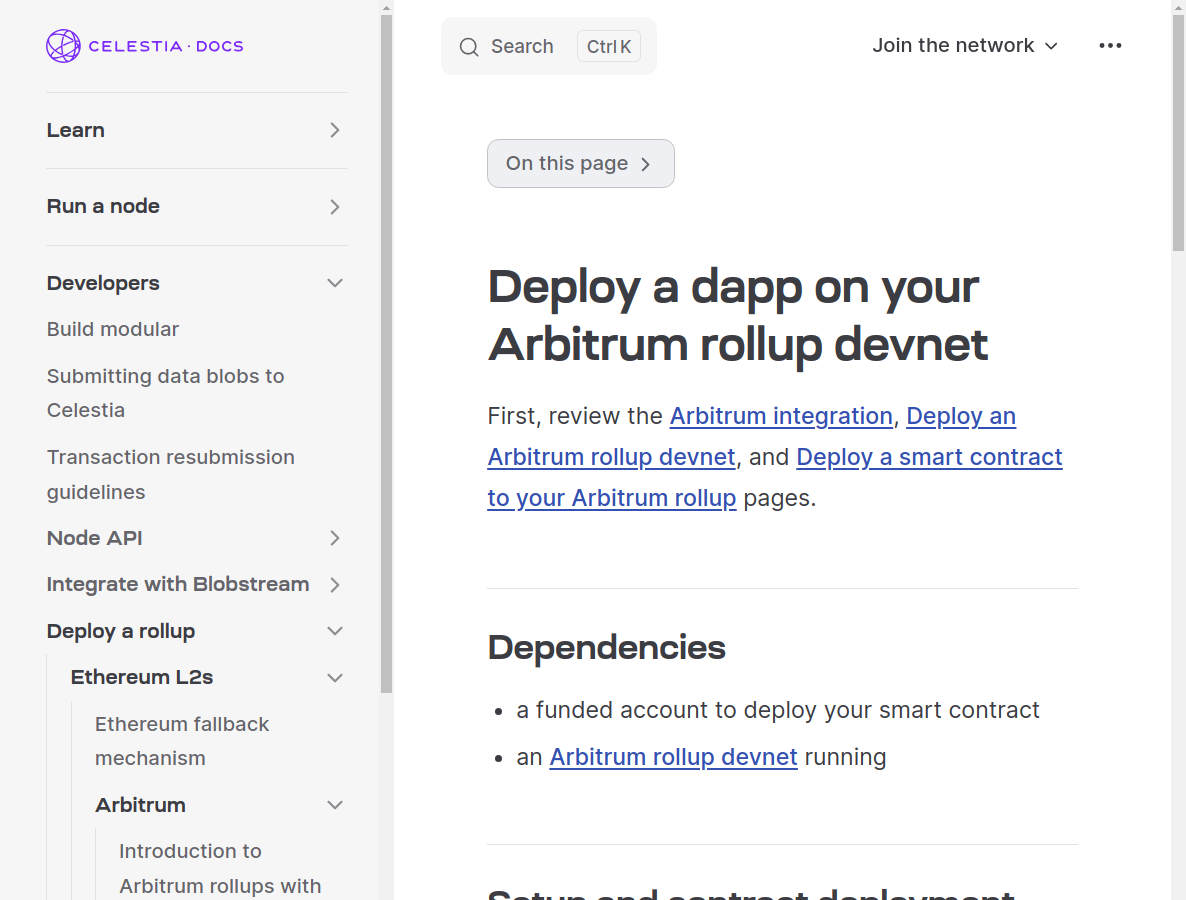 CELESTIA · DOCS
Learn
Run a node
Developers
Build modular
Submitting data blobs to
Celestia
Transaction resubmission
guidelines
Node API
Integrate with Blobstream
Deploy a rollup
Ethereum L2s
Ethereum fallback
mechanism
Arbitrum
Introduction to
Arbitrum rollups with
Search Ctrl K
Join the network
On this page
Deploy a dapp on your
Arbitrum rollup devnet
First, review the Arbitrum integration, Deploy an
Arbitrum rollup devnet, and Deploy a smart contract
to your Arbitrum rollup pages.
Dependencies
• a funded account to deploy your smart contract
• an Arbitrum rollup devnet running
Setup and contract deployment